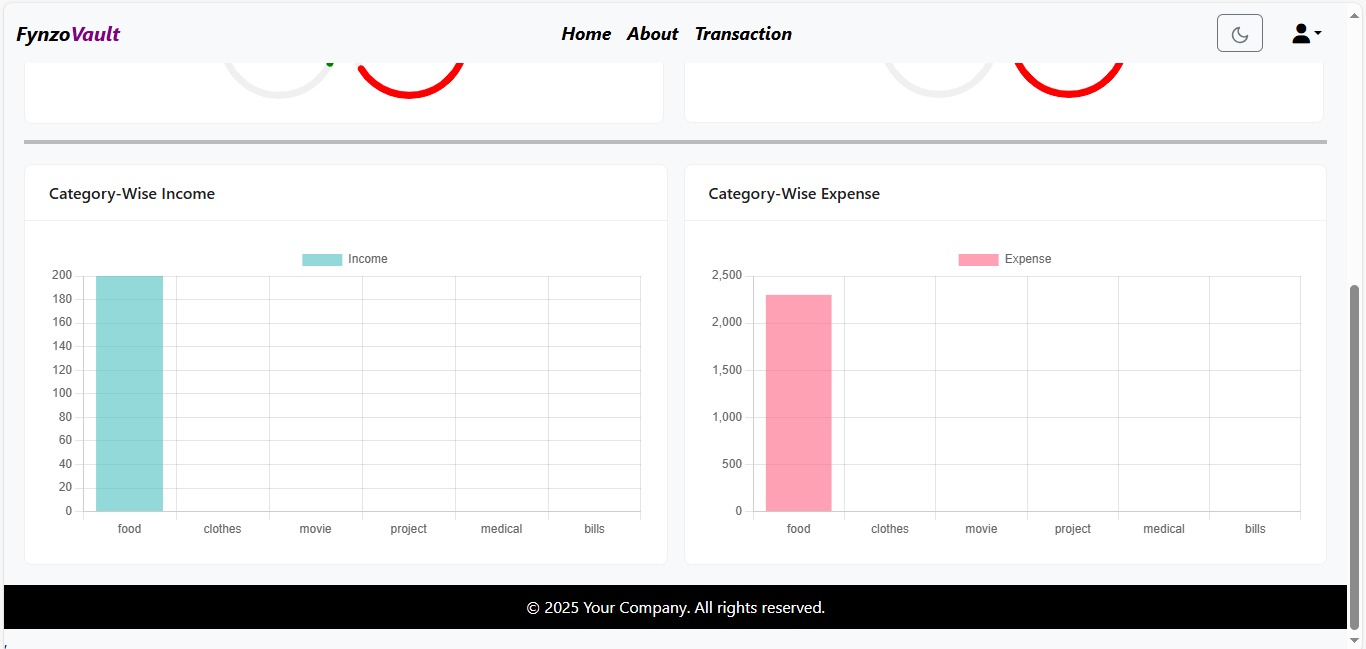 FynzoVault Home About Transaction
Category-Wise Income
Category-Wise Expense
Income
200
180
160
140
120
100
80
60
40
20
0
food clothes movie project medical bills
Expense
2,500
2,000
1,500
1,000
500
0
food clothes movie project medical bills
© 2025 Your Company. All rights reserved.
,